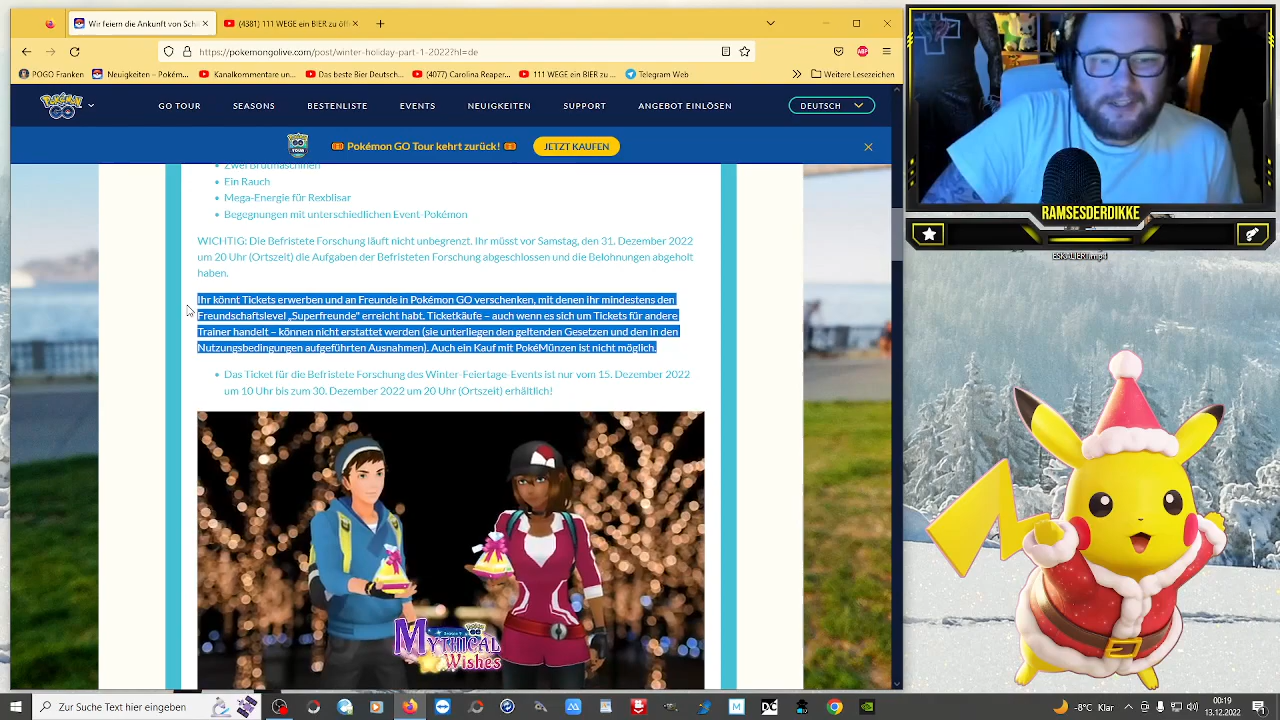 Wir feiern die Ankunft von Schn
(4381) 111 WEGE ein BIER zu
https://pokemongolive.com/post/winter-holiday-part-1-2022?hl=de
POGO Franken
Neuigkeiten – Pokém...
Kanalkommentare un...
Das beste Bier Deutsch...
(4077) Carolina Reaper...
111 WEGE ein BIER zu ...
Telegram Web
Weitere Lesezeichen
Pokémon GO
GO TOUR
SEASONS
BESTENLISTE
EVENTS
NEUIGKEITEN
SUPPORT
ANGEBOT EINLÖSEN
DEUTSCH
Pokémon GO Tour kehrt zurück!
JETZT KAUFEN
• Zwei Brutmaschinen
• Ein Rauch
• Mega-Energie für Rexblisar
• Begegnungen mit unterschiedlichen Event-Pokémon
WICHTIG: Die Befristete Forschung läuft nicht unbegrenzt. Ihr müsst vor Samstag, den 31. Dezember 2022
um 20 Uhr (Ortszeit) die Aufgaben der Befristeten Forschung abgeschlossen und die Belohnungen abgeholt
haben.
Ihr könnt Tickets erwerben und an Freunde in Pokémon GO verschenken, mit denen ihr mindestens den
Freundschaftslevel „Superfreunde" erreicht habt. Ticketkäufe – auch wenn es sich um Tickets für andere
Trainer handelt – können nicht erstattet werden (sie unterliegen den geltenden Gesetzen und den in den
Nutzungsbedingungen aufgeführten Ausnahmen). Auch ein Kauf mit PokéMünzen ist nicht möglich.
• Das Ticket für die Befristete Forschung des Winter-Feiertage-Events ist nur vom 15. Dezember 2022
um 10 Uhr bis zum 30. Dezember 2022 um 20 Uhr (Ortszeit) erhältlich!
MYTHICAL
Wishes
RAMSESDERDIKKE
ESKALIERT.mp4
Zur Suche Text hier eingeben
-8°C Klar
00:19
13.12.2022